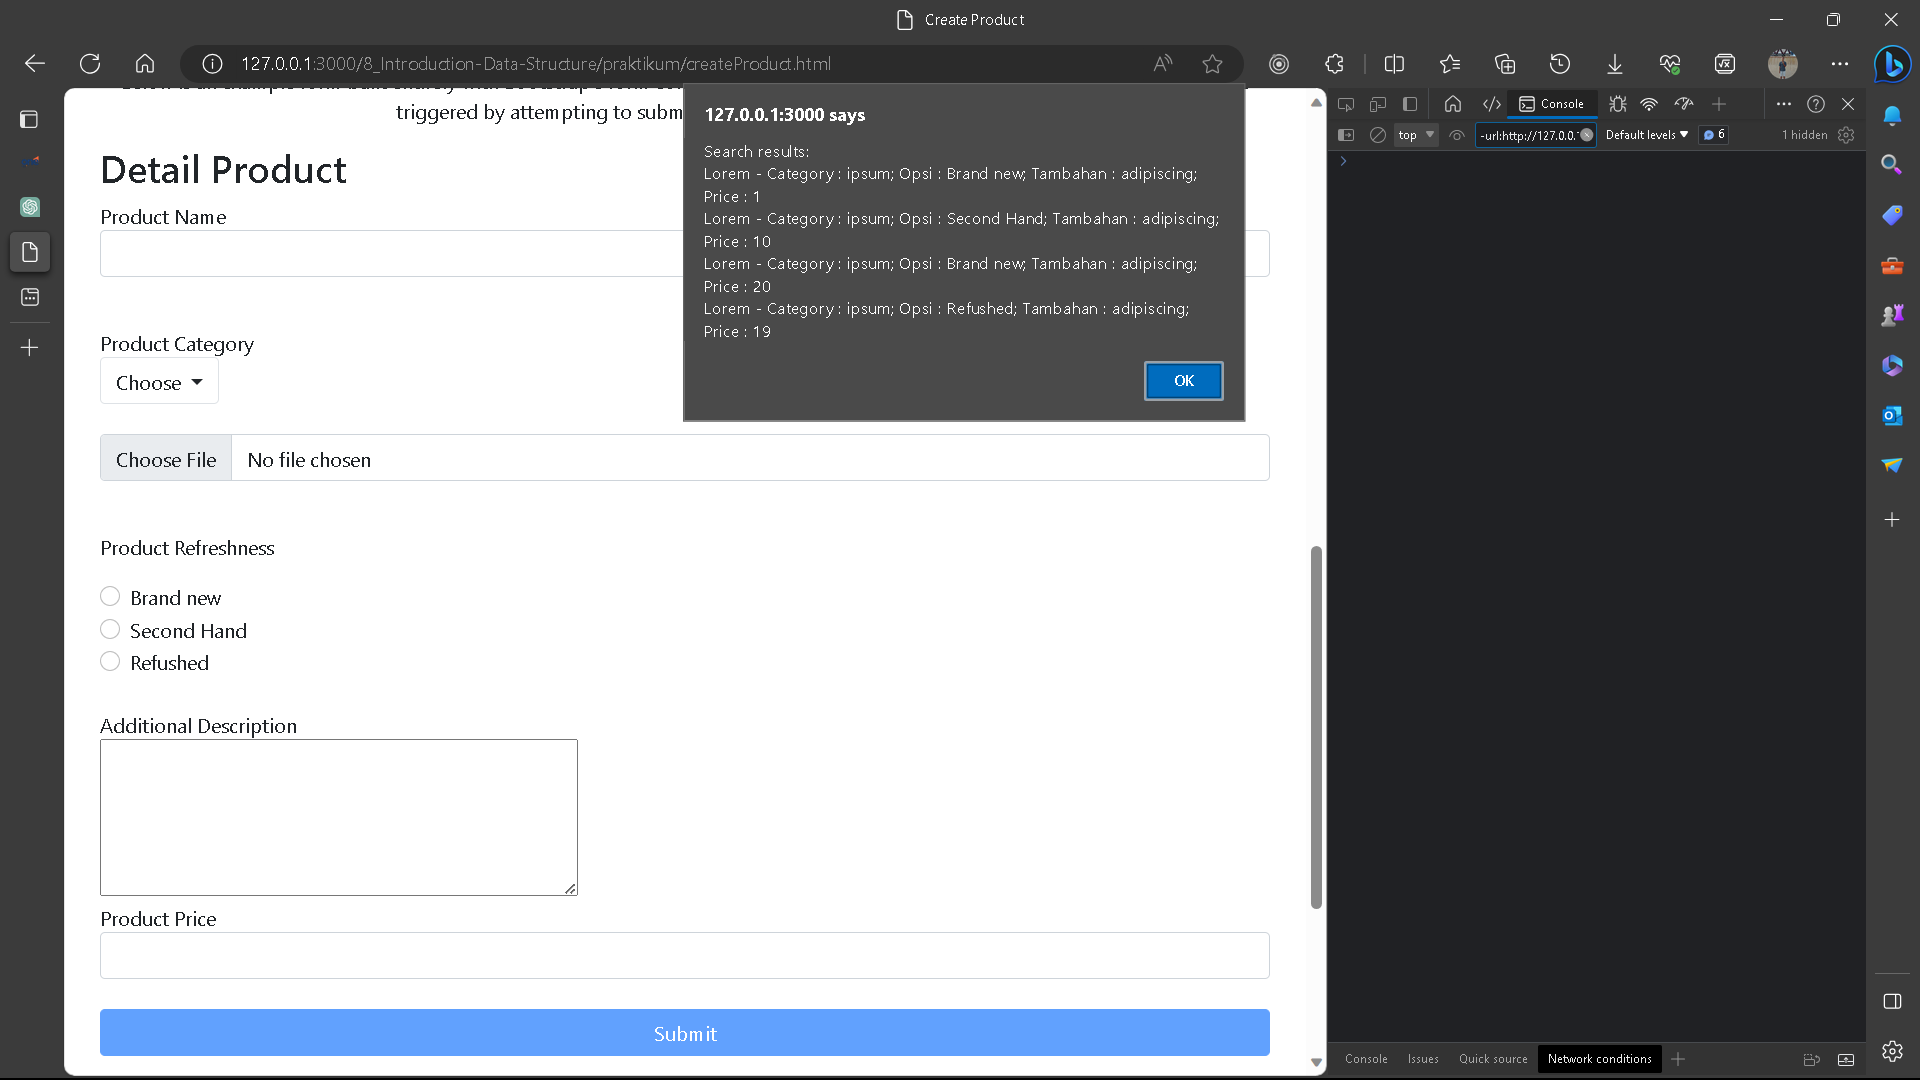 Create Product
127.0.0.1:3000/8_Introduction-Data-Structure/praktikum/createProduct.html
triggered by attempting to subm
127.0.0.1:3000 says
Search results:
Lorem - Category : ipsum; Opsi : Brand new; Tambahan : adipiscing;
Price : 1
Lorem - Category : ipsum; Opsi : Second Hand; Tambahan : adipiscing;
Price : 10
Lorem - Category : ipsum; Opsi : Brand new; Tambahan : adipiscing;
Price : 20
Lorem - Category : ipsum; Opsi : Refushed; Tambahan : adipiscing;
Price : 19
OK
Detail Product
Product Name
Product Category
Choose
Choose File No file chosen
Product Refreshness
Brand new
Second Hand
Refushed
Additional Description
Product Price
Submit
Console
top -url:http://127.0.0. Default levels 6 1 hidden
Console Issues Quick source Network conditions